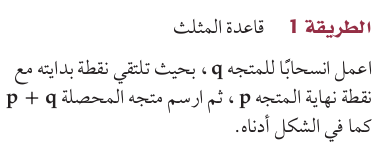 الطريقة 1 قاعدة المثلث
اعمل انسحابًا للمتجه q ، بحيث تلتقي نقطة بدايته مع
نقطة نهاية المتجه p ، ثم ارسم متجه المحصلة p + q
كما في الشكل أدناه.